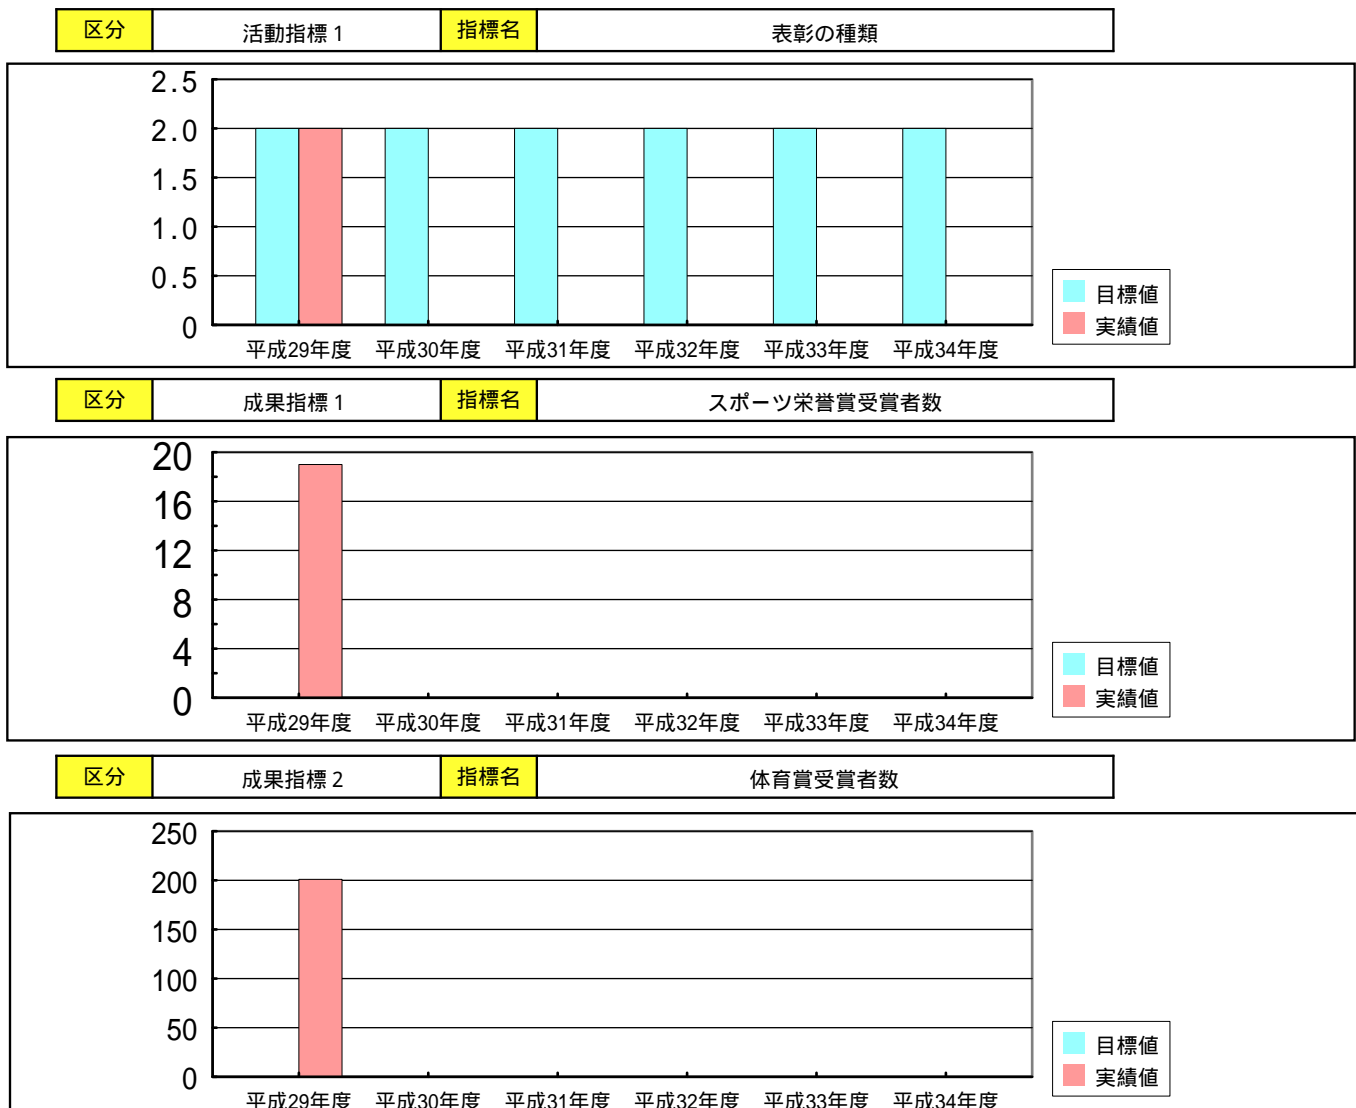 区分 活動指標1 指標名 表彰の種類
2.5
2.0
1.5
1.0
0.5
0
平成29年度 平成30年度 平成31年度 平成32年度 平成33年度 平成34年度
目標値
実績値
区分 成果指標1 指標名 スポーツ栄誉賞受賞者数
20
16
12
8
4
0
平成29年度 平成30年度 平成31年度 平成32年度 平成33年度 平成34年度
目標値
実績値
区分 成果指標2 指標名 体育賞受賞者数
250
200
150
100
50
0
平成29年度 平成30年度 平成31年度 平成32年度 平成33年度 平成34年度
目標値
実績値